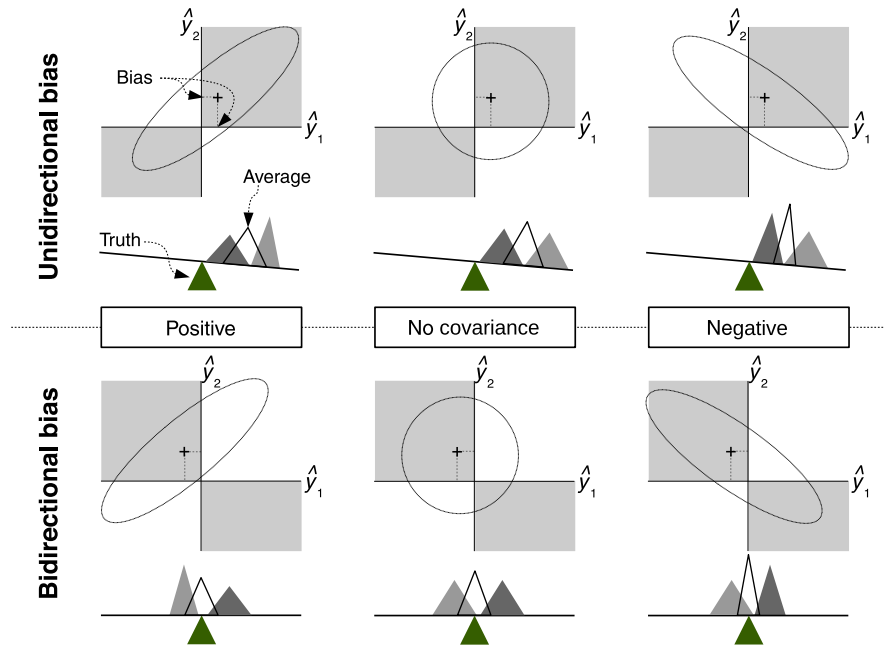 Unidirectional bias
ŷ2
ŷ1
Bias
ŷ2
ŷ1
ŷ2
ŷ1
Average
Truth
Positive
No covariance
Negative
Bidirectional bias
ŷ2
ŷ1
ŷ2
ŷ1
ŷ2
ŷ1